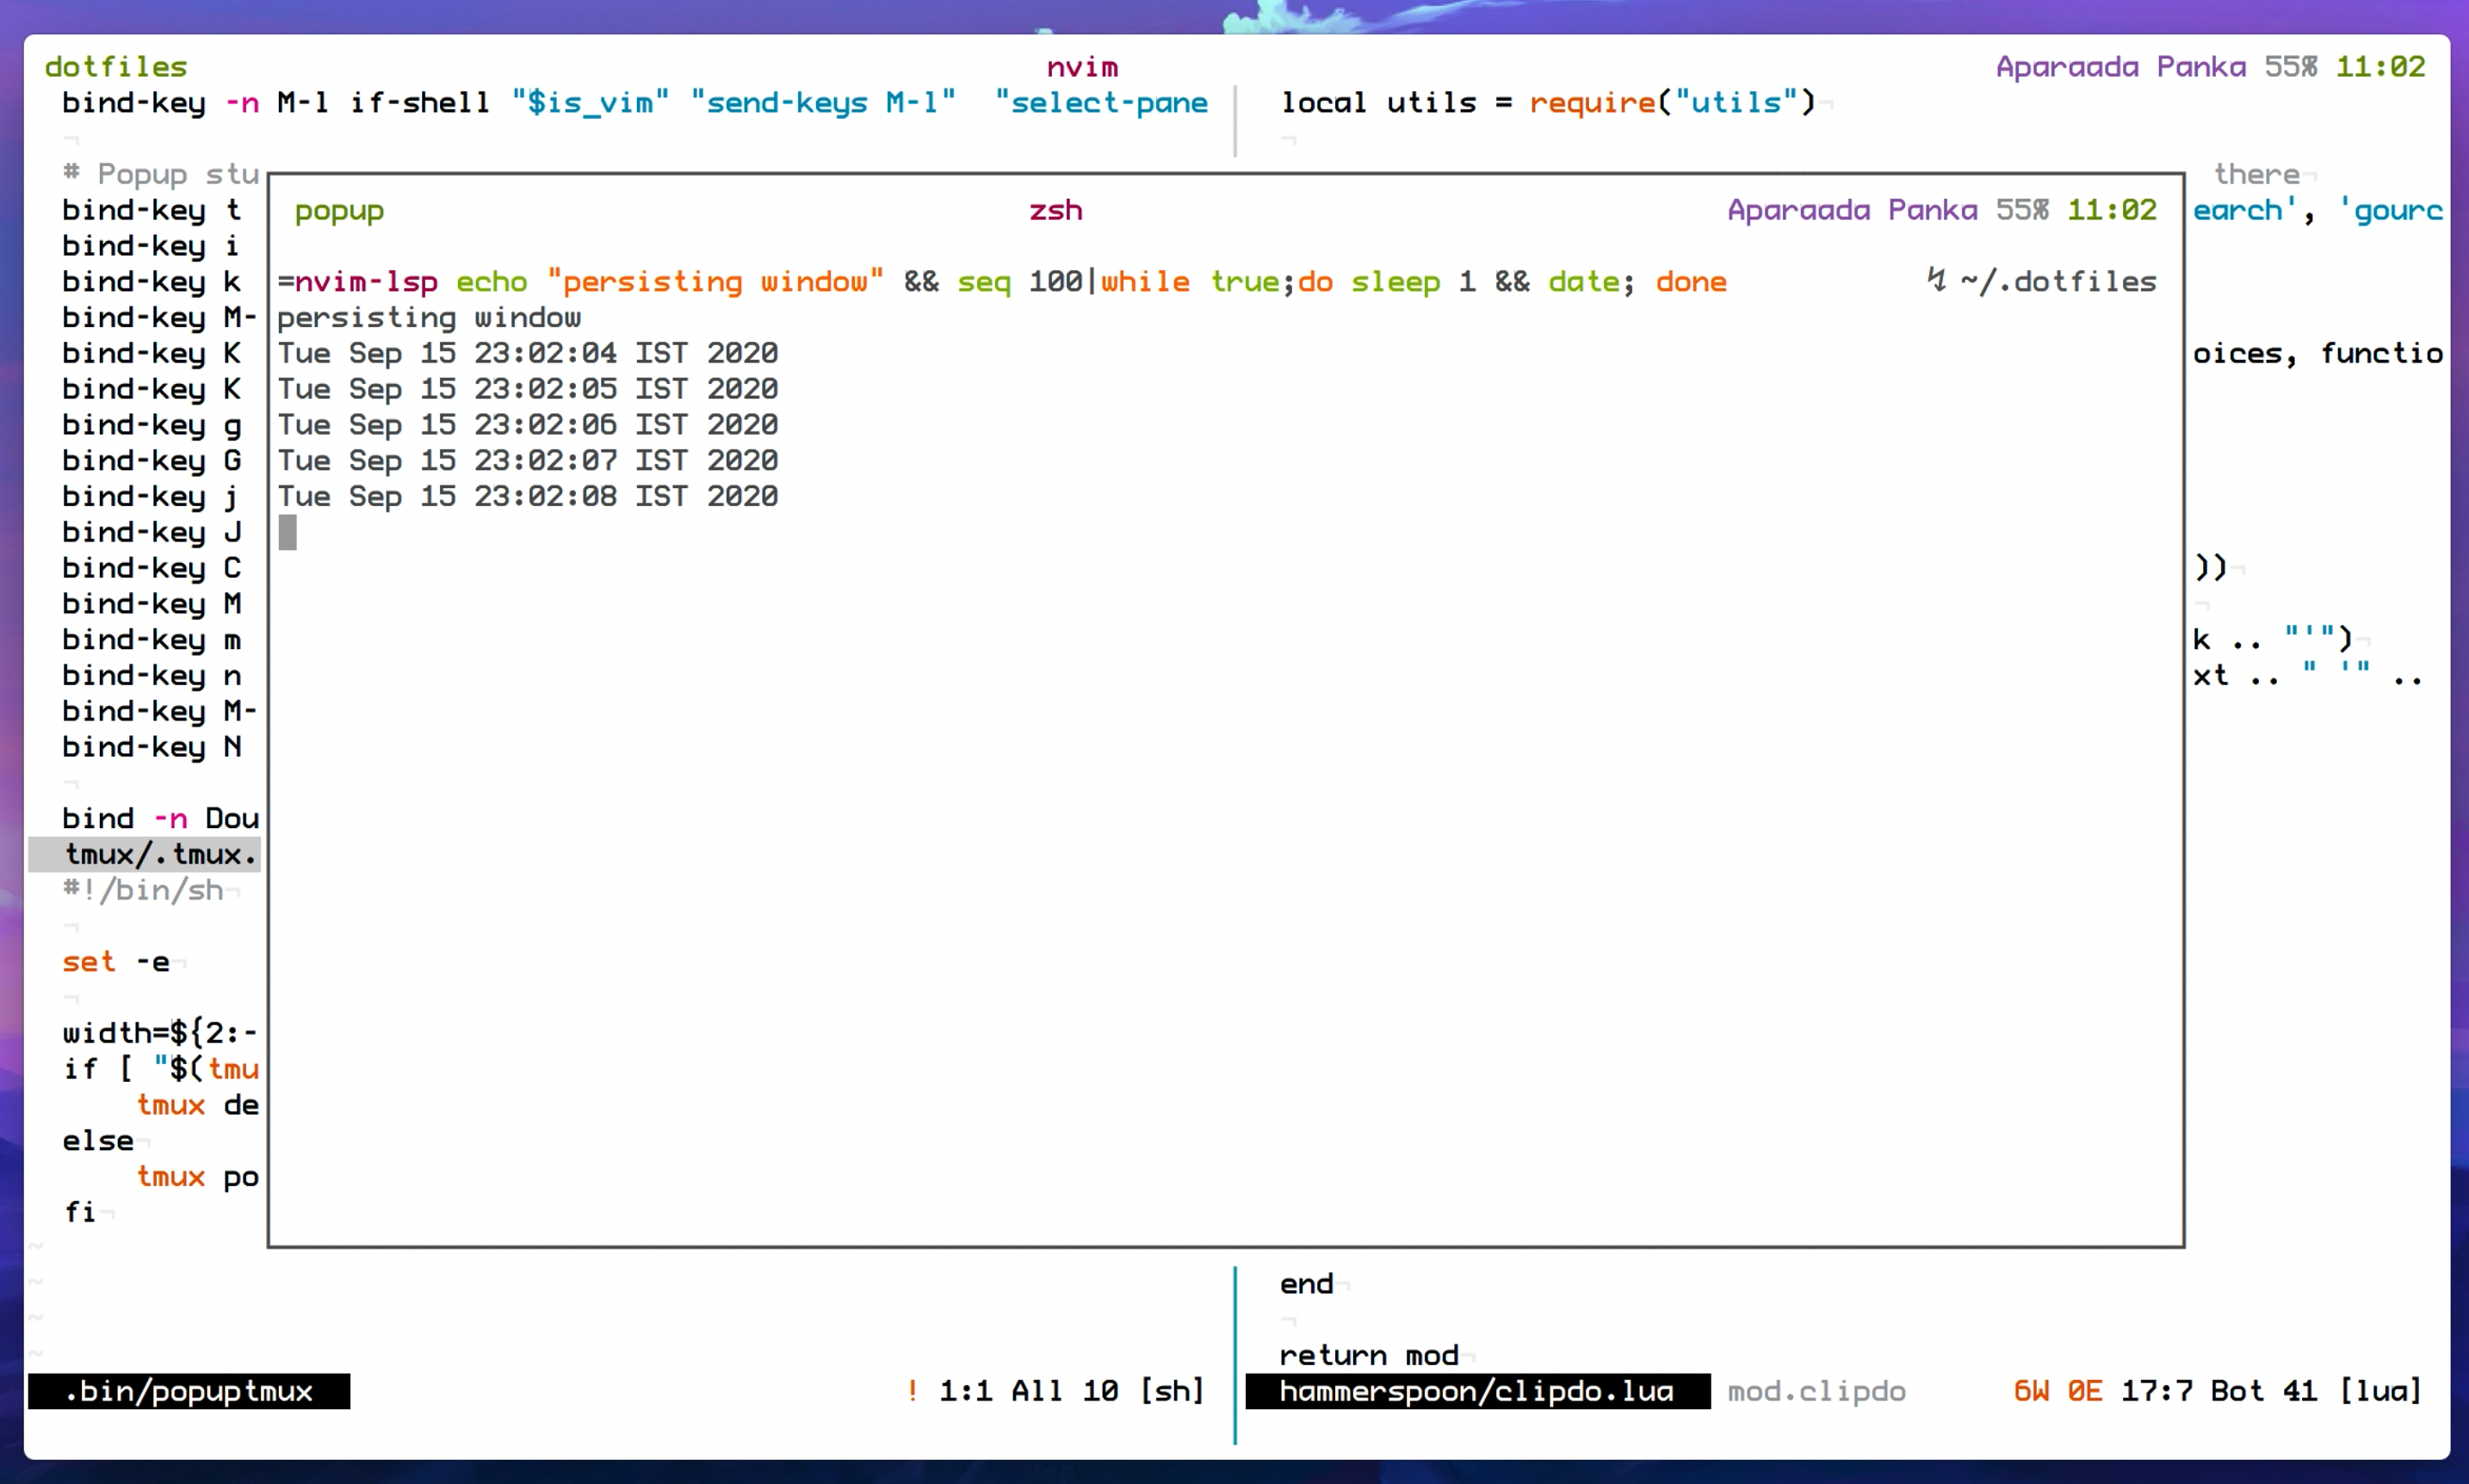 dotfiles nvim Aparaada Panka 55% 11:02
bind-key -n M-l if-shell "$is_vim" "send-keys M-l"  "select-pane
local utils = require("utils")¬
¬
¬
# Popup stu
there¬
bind-key t
earch', 'gourc
bind-key i
bind-key k
bind-key M-
bind-key K
oices, functio
bind-key K
bind-key g
bind-key G
bind-key j
bind-key J
bind-key C
))¬
bind-key M
¬
bind-key m
k .. "'")¬
bind-key n
xt .. " '" ..
bind-key M-
bind-key N
¬
bind -n Dou
tmux/.tmux.
#!/bin/sh¬
¬
set -e¬
¬
width=${2:-
if [ "$(tmu
tmux de
else¬
tmux po
fi¬
~
~
~
~
popup zsh Aparaada Panka 55% 11:02
=nvim-lsp echo "persisting window" && seq 100|while true;do sleep 1 && date; done ↯ ~/.dotfiles
persisting window
Tue Sep 15 23:02:04 IST 2020
Tue Sep 15 23:02:05 IST 2020
Tue Sep 15 23:02:06 IST 2020
Tue Sep 15 23:02:07 IST 2020
Tue Sep 15 23:02:08 IST 2020
end¬
¬
return mod¬
.bin/popuptmux ! 1:1 All 10 [sh]
hammerspoon/clipdo.lua mod.clipdo 6W 0E 17:7 Bot 41 [lua]